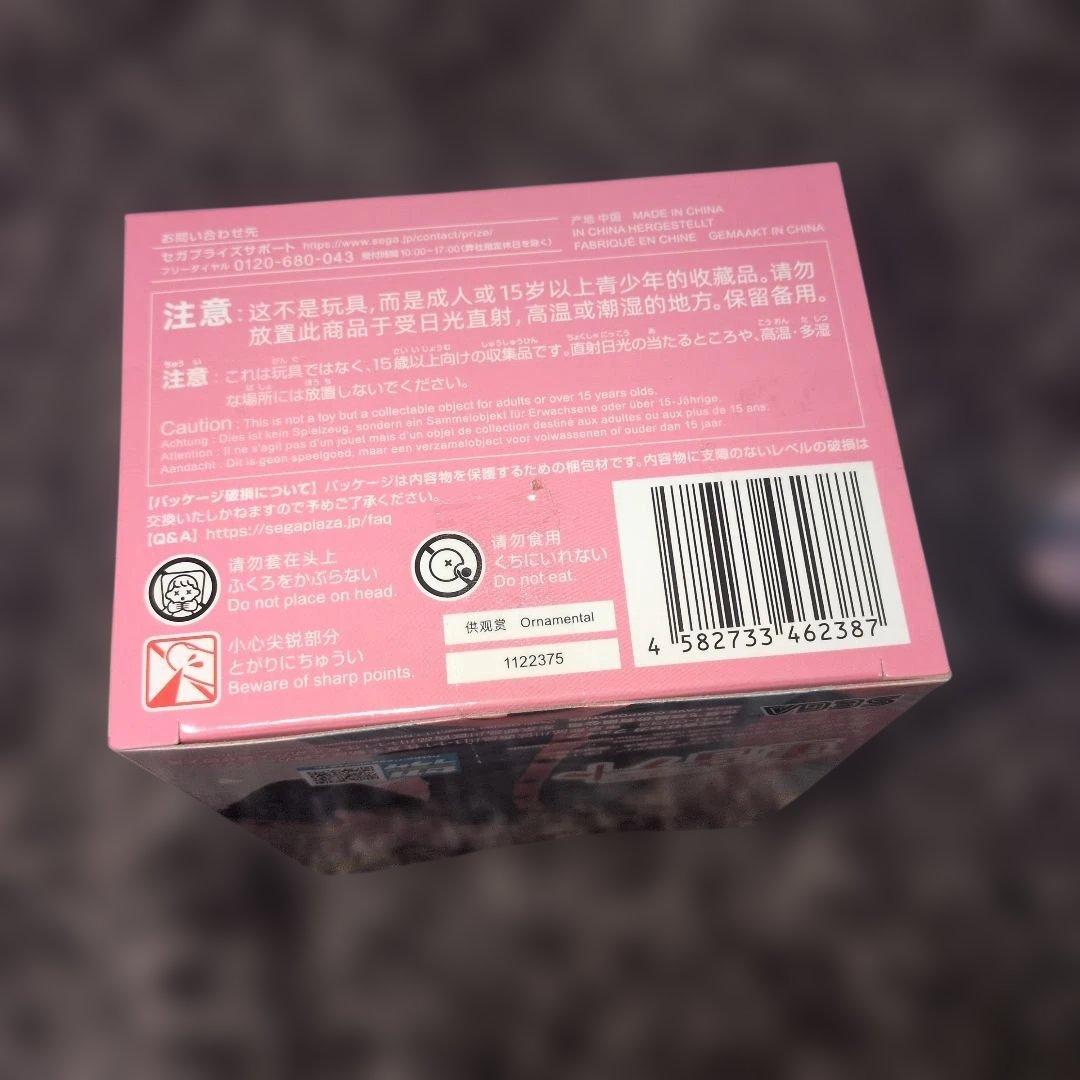 お問い合わせ先
セガプライズサポート https://www.sega.jp/contact/prize/
フリーダイヤル 0120-680-043 受付時間 10:00~17:00(弊社指定休日を除く)
产地 中国 MADE IN CHINA
IN CHINA HERGESTELLT
FABRIQUÉ EN CHINE GEMAAKT IN CHINA
注意:这不是玩具,而是成人或15岁以上青少年的收藏品。请勿
放置此商品于受日光直射,高温或潮湿的地方。保留备用。
注意:これは玩具ではなく、15歳以上向けの収集品です。直射日光の当たるところや、高温・多湿
な場所には放置しないでください。
Caution : This is not a toy but a collectable object for adults or over 15 years olds.
Achtung : Dies ist kein Spielzeug, sondern ein Sammelobjekt für Erwachsene oder über 15-Jährige.
Attention : Il ne s'agit pas d'un jouet mais d'un objet de collection destiné aux adultes ou aux plus de 15 ans.
Aandacht : Dit is geen speelgoed, maar een verzamelobject voor volwassenen of ouder dan 15 jaar.
【パッケージ破損について】パッケージは内容物を保護するための梱包材です。内容物に支障のないレベルの破損は
交換いたしかねますので予めご了承ください。
【Q&A】https://segaplaza.jp/faq
请勿套在头上
ふくろをかぶらない
Do not place on head.
请勿食用
くちにいれない
Do not eat.
小心尖锐部分
とがりにちゅうい
Beware of sharp points.
供观赏 Ornamental
1122375
4 582733 462387
SEGA